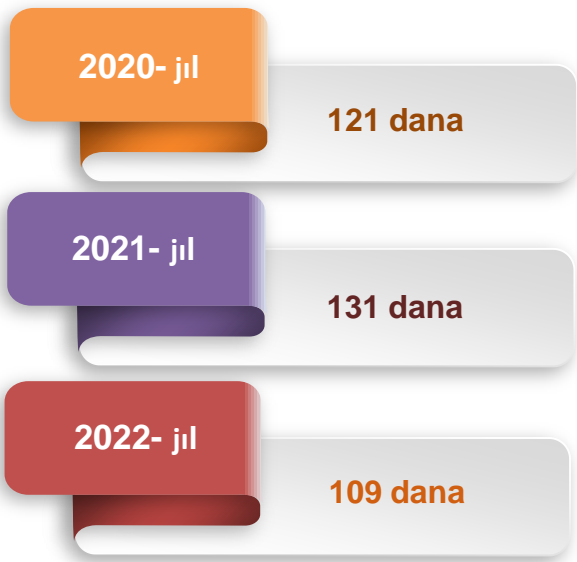 2020- jıl
121 dana
2021- jıl
131 dana
2022- jıl
109 dana